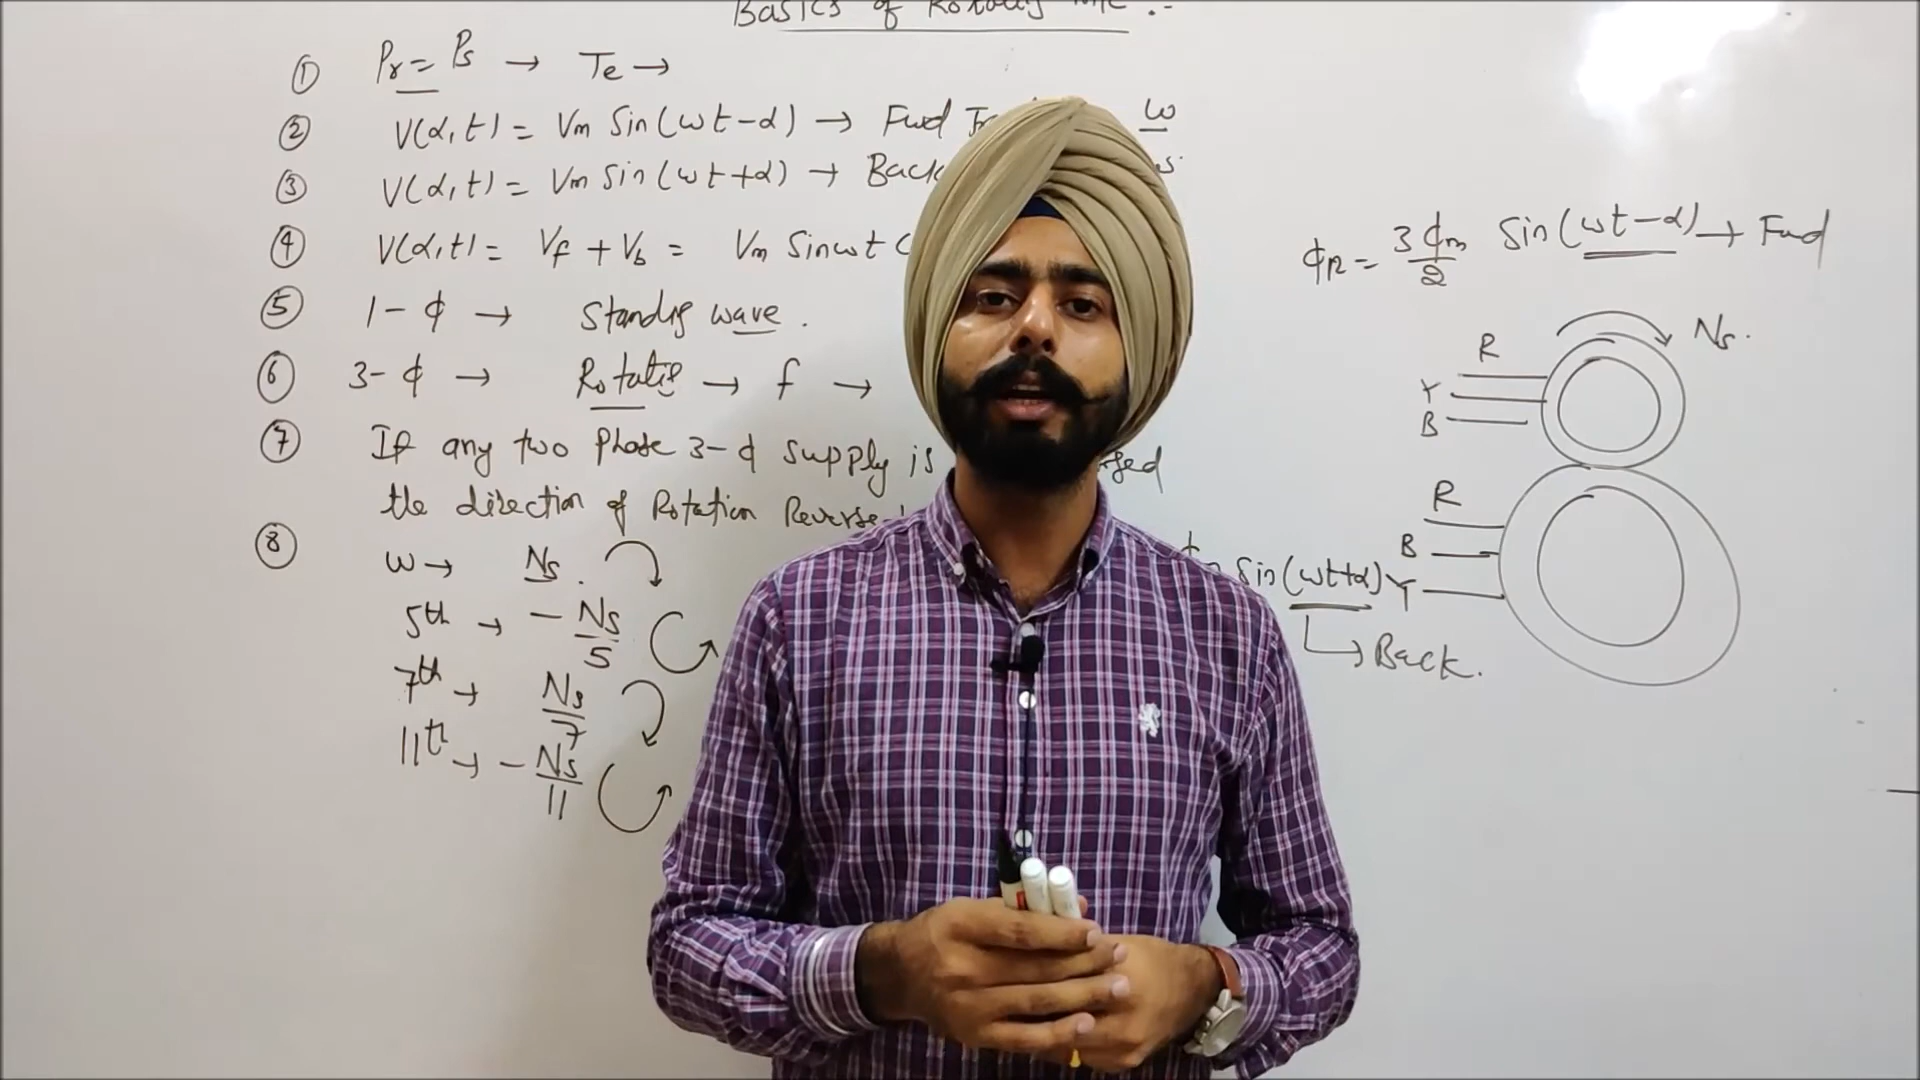 Basics of Rotating M/C :-
① Pr = Ps → Te →
② V(α,t) = Vm Sin(ωt-α) → Fwd ω
③ V(α,t) = Vm Sin(ωt+α) → Back
④ V(α,t) = Vf + Vb = Vm Sinωt
⑤ 1-ϕ → Standig wave.
⑥ 3-ϕ → Rotatig → f →
⑦ If any two Phase 3-ϕ supply is
the direction of Rotation Reverse
⑧ ω → Ns.
5th → - Ns/5
7th → Ns/7
11th → - Ns/11
ϕR = 3ϕm/2 Sin(ωt-α) → Fwd
R
Y
B
Ns.
R
B
Y
Sin(ωt+α)
→ Back.